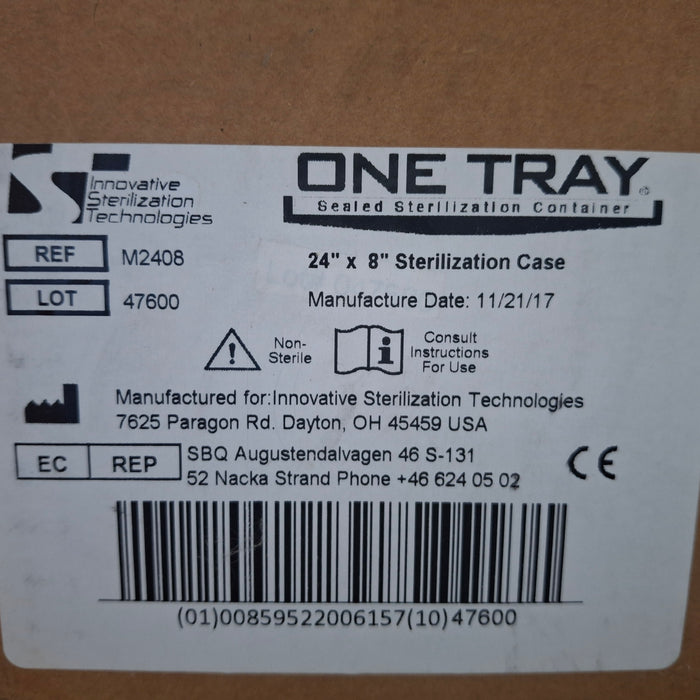 Innovative
Sterilization
Technologies
ONE TRAY®
Sealed Sterilization Container
REF M2408
24" x 8" Sterilization Case
LOT 47600
Manufacture Date: 11/21/17
Non-
Sterile
Consult
Instructions
For Use
Manufactured for:Innovative Sterilization Technologies
7625 Paragon Rd. Dayton, OH 45459 USA
EC REP
SBQ Augustendalvagen 46 S-131
52 Nacka Strand Phone +46 624 05 02
CE
(01)00859522006157(10)47600